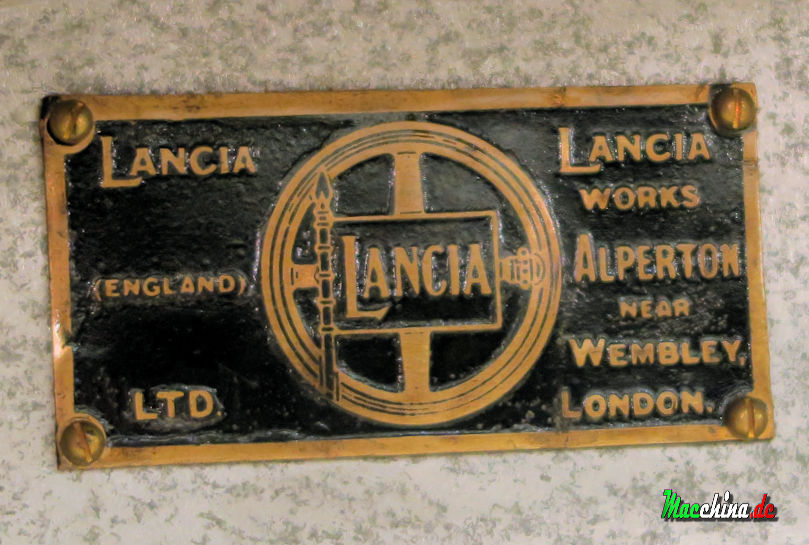 LANCIA
(ENGLAND)
LTD.
LANCIA
LANCIA
WORKS
ALPERTON
NEAR
WEMBLEY,
LONDON.
Macchina.de